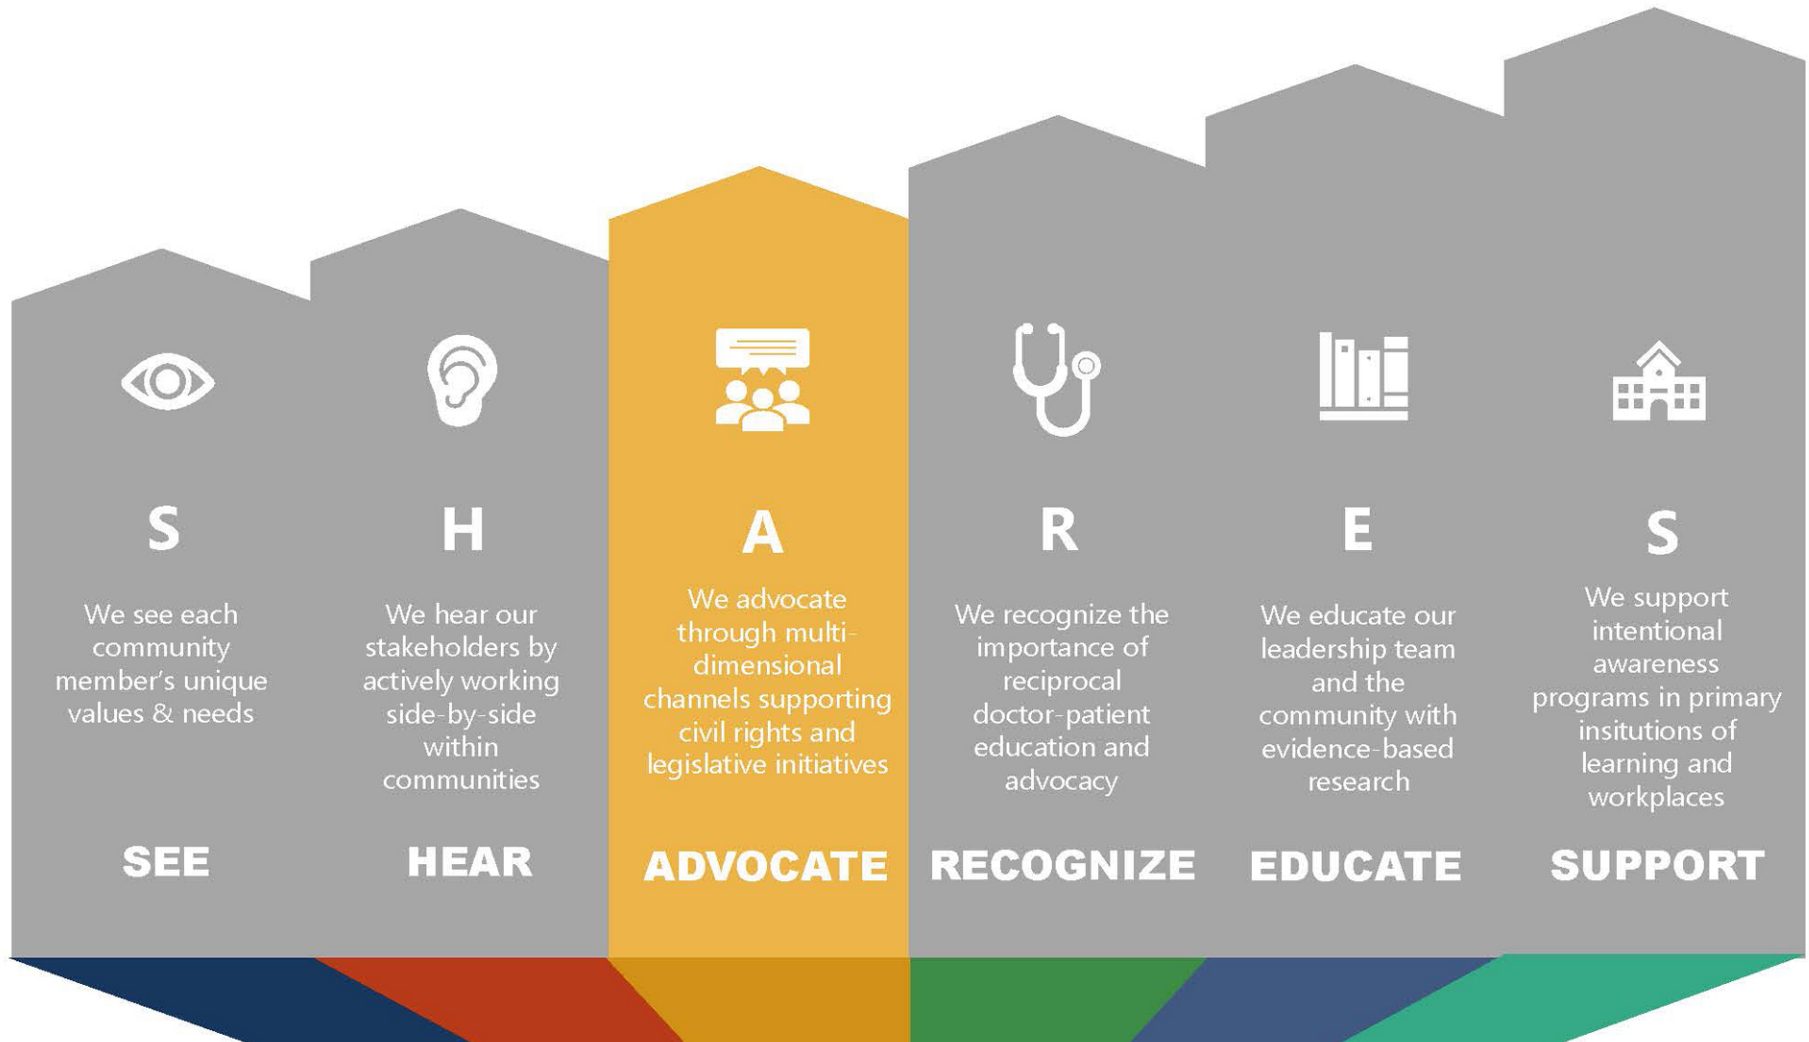 S
We see each
community
member's unique
values & needs
SEE
H
We hear our
stakeholders by
actively working
side-by-side
within
communities
HEAR
A
We advocate
through multi-
dimensional
channels supporting
civil rights and
legislative initiatives
ADVOCATE
R
We recognize the
importance of
reciprocal
doctor-patient
education and
advocacy
RECOGNIZE
E
We educate our
leadership team
and the
community with
evidence-based
research
EDUCATE
S
We support
intentional
awareness
programs in primary
insitutions of
learning and
workplaces
SUPPORT